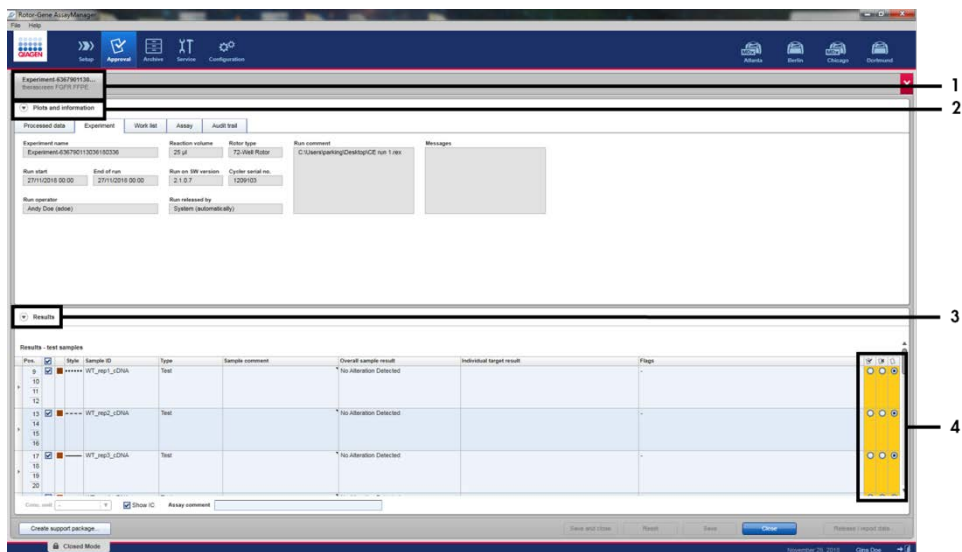 Rotor-Gene AssayManager
File Help
QIAGEN
Setup Approval Archive Service Configuration
Atlanta Berlin Chicago Dortmund
Experiment-6367901130...
therascreen FGFR FFPE
1
Plots and information
2
Processed data Experiment Work list Assay Audit trail
Experiment name Reaction volume Rotor type Run comment Messages
Experiment-636790113036180336 25 µl 72-Well Rotor C:\Users\parking\Desktop\CE run 1.rex
Run start End of run Run on SW version Cycler serial no.
27/11/2018 00:00 27/11/2018 00:00 2.1.0.7 1209103
Run operator Run released by
Andy Doe (adoe) System (automatically)
Results
3
Results - test samples
Pos. Style Sample ID Type Sample comment Overall sample result Individual target result Flags
9 WT_rep1_cDNA Test No Alteration Detected -
10
11
12
13 WT_rep2_cDNA Test No Alteration Detected -
14
15
16
4
17 WT_rep3_cDNA Test No Alteration Detected -
18
19
20
Conc. unit - Show IC Assay comment
Create support package... Save and close Reset Save Close Release / report data...
Closed Mode
November 29, 2018 Gina Doe